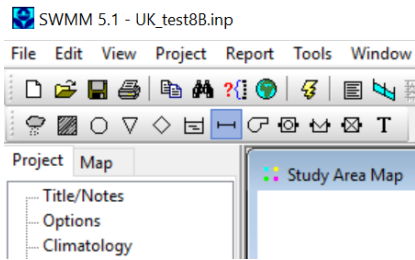 SWMM 5.1 - UK_test8B.inp
File Edit View Project Report Tools Window
?{}
T
Project Map
Study Area Map
Title/Notes
Options
Climatology